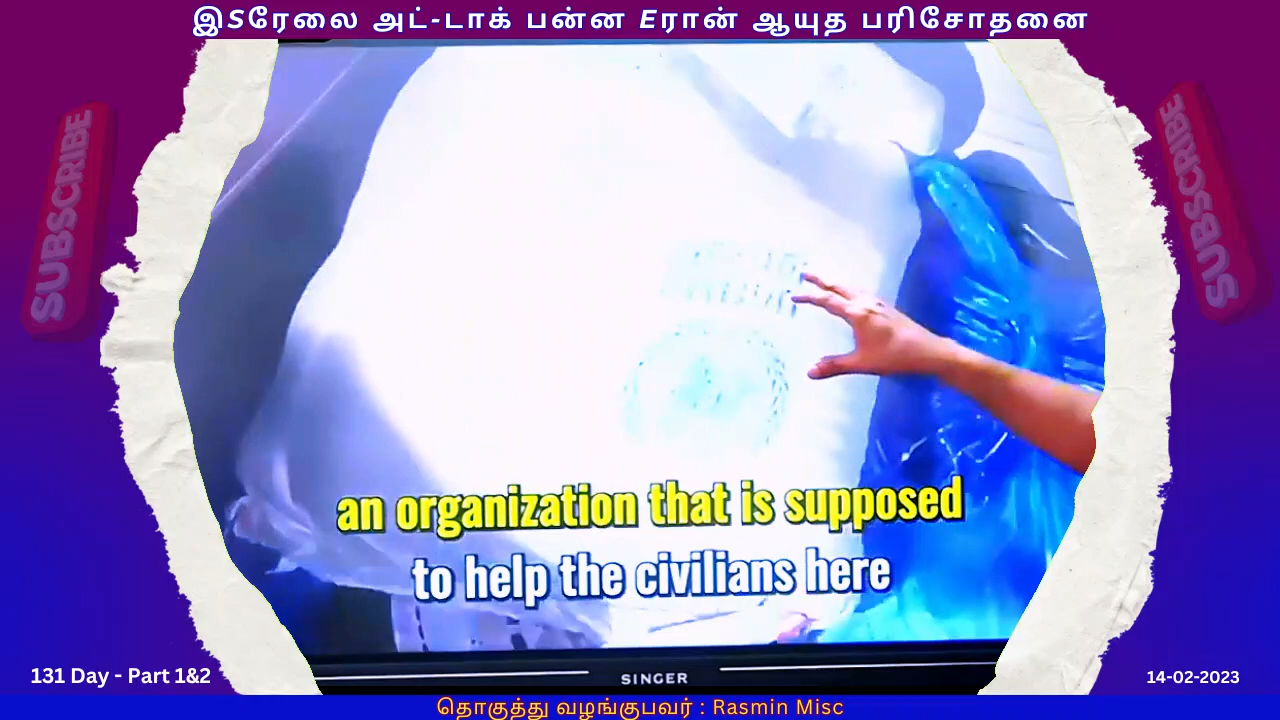 இSரேலை அட்-டாக் பன்ன Eரான் ஆயுத பரிசோதனை
SUBSCRIBE
SUBSCRIBE
an organization that is supposed
to help the civilians here
131 Day - Part 1&2
SINGER
14-02-2023
தொகுத்து வழங்குபவர் : Rasmin Misc